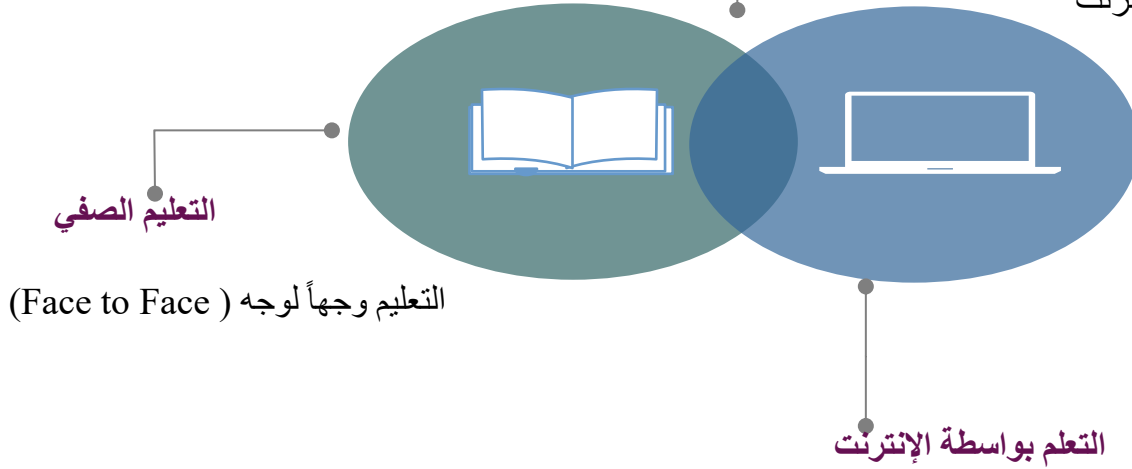 التعليم الصفي
التعليم وجهاً لوجه ( Face to Face)
التعلم بواسطة الإنترنت